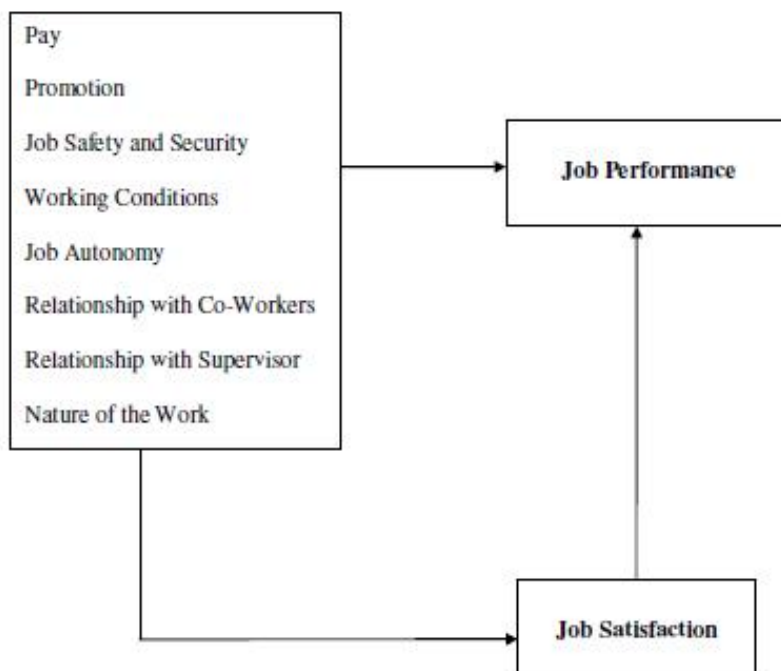 Pay
Promotion
Job Safety and Security
Working Conditions
Job Autonomy
Relationship with Co-Workers
Relationship with Supervisor
Nature of the Work
Job Performance
Job Satisfaction